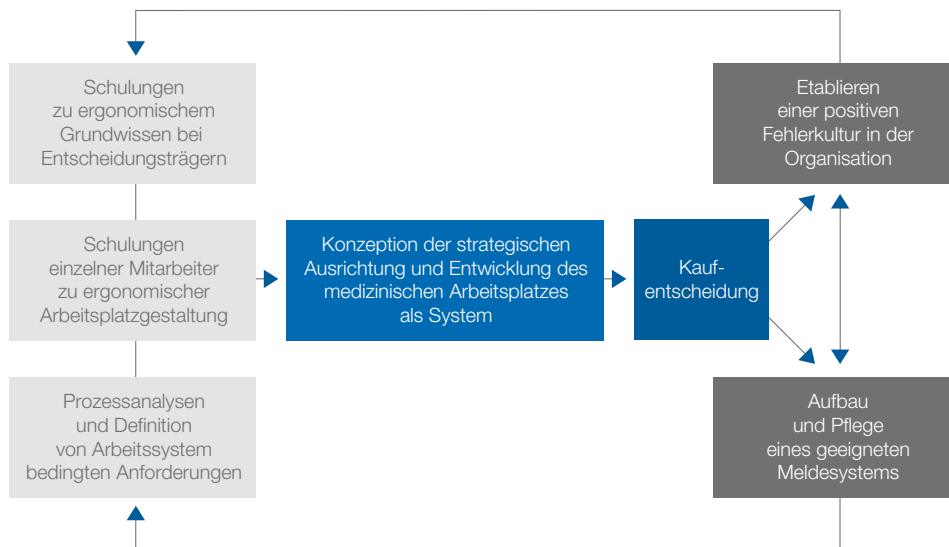 Schulungen
zu ergonomischem
Grundwissen bei
Entscheidungsträgern
Schulungen
einzelner Mitarbeiter
zu ergonomischer
Arbeitsplatzgestaltung
Prozessanalysen
und Definition
von Arbeitssystem
bedingten Anforderungen
Konzeption der strategischen
Ausrichtung und Entwicklung des
medizinischen Arbeitsplatzes
als System
Kauf-
entscheidung
Etablieren
einer positiven
Fehlerkultur in der
Organisation
Aufbau
und Pflege
eines geeigneten
Meldesystems